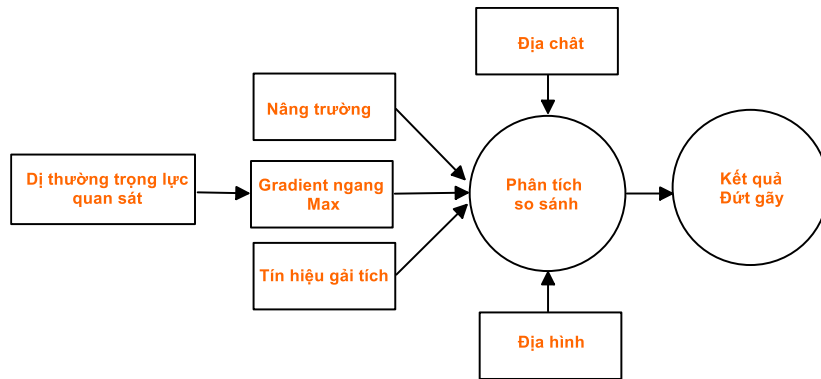 Địa chât
Nâng trường
Dị thường trọng lực
quan sát
Gradient ngang
Max
Tín hiệu gải tích
Phân tích
so sánh
Kết quả
Đứt gãy
Địa hình